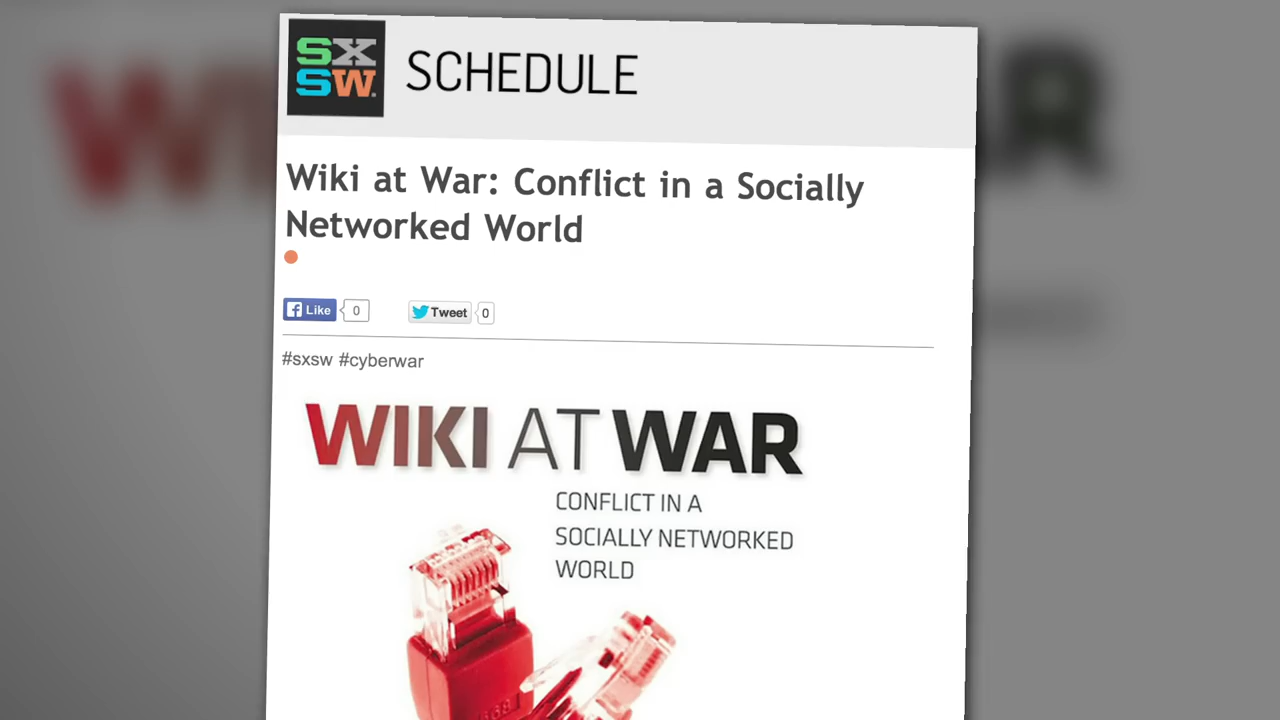 SX
SW.
SCHEDULE
Wiki at War: Conflict in a Socially
Networked World
Like 0 Tweet 0
#sxsw #cyberwar
WIKI AT WAR
CONFLICT IN A
SOCIALLY NETWORKED
WORLD